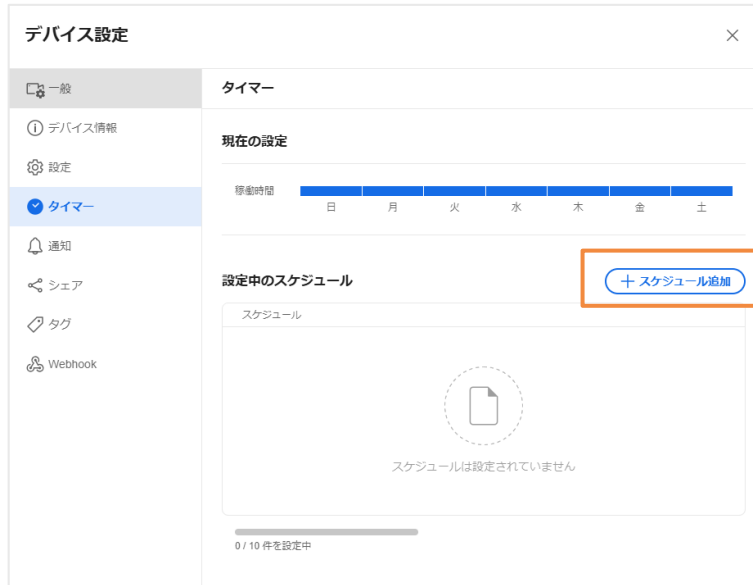 デバイス設定
一般
デバイス情報
設定
タイマー
通知
シェア
タグ
Webhook
タイマー
現在の設定
稼働時間
日 月 火 水 木 金 土
設定中のスケジュール
スケジュール追加
スケジュール
スケジュールは設定されていません
0 / 10 件を設定中